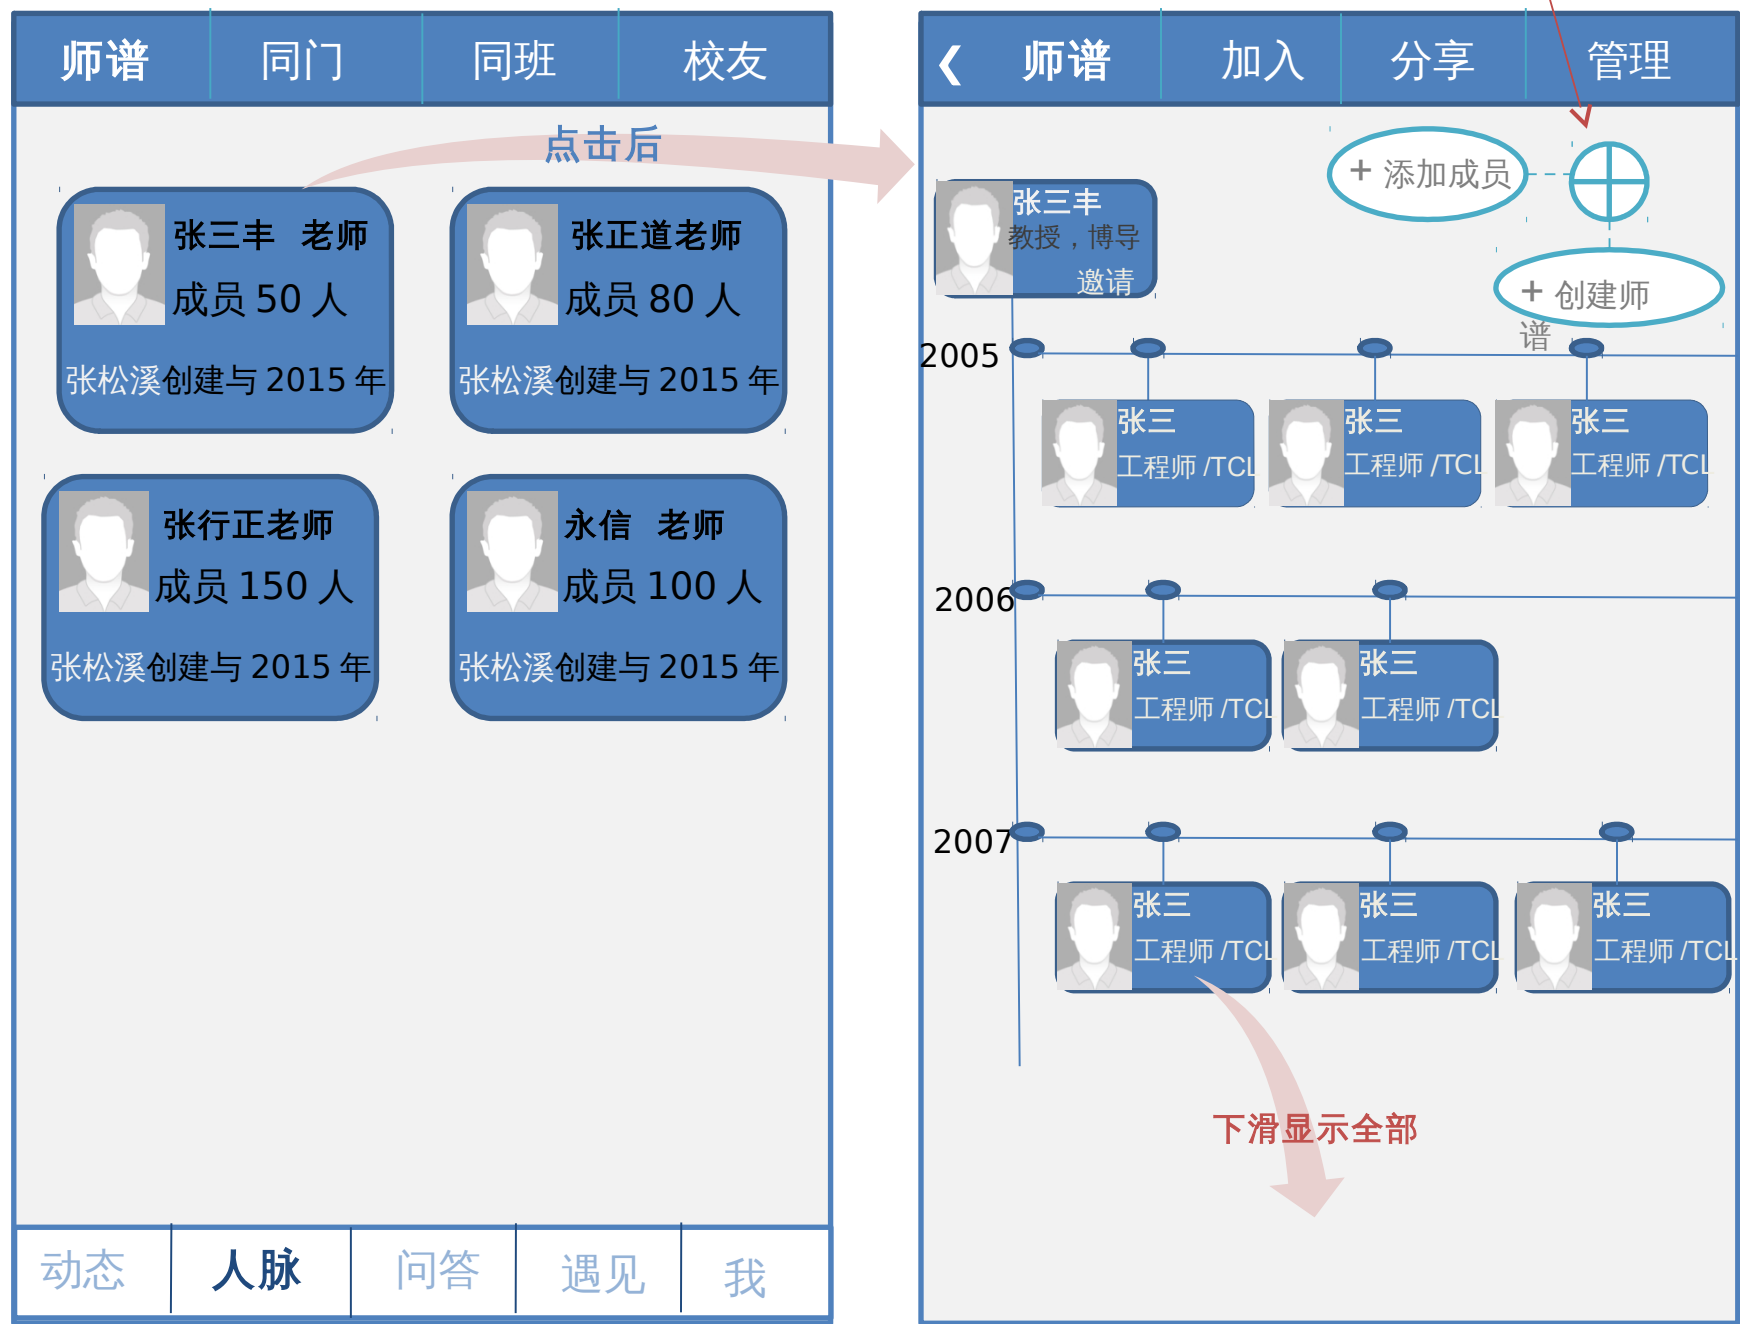 师谱 同门 同班 校友
点击后
张三丰 老师
成员 50 人
张松溪创建与 2015 年
张正道老师
成员 80 人
张松溪创建与 2015 年
张行正老师
成员 150 人
张松溪创建与 2015 年
永信 老师
成员 100 人
张松溪创建与 2015 年
动态 人脉 问答 遇见 我
❮ 师谱 加入 分享 管理
+ 添加成员
+ 创建师
谱
张三丰
教授，博导
邀请
2005
张三
工程师 /TCL
张三
工程师 /TCL
张三
工程师 /TCL
2006
张三
工程师 /TCL
张三
工程师 /TCL
2007
张三
工程师 /TCL
张三
工程师 /TCL
张三
工程师 /TCL
下滑显示全部